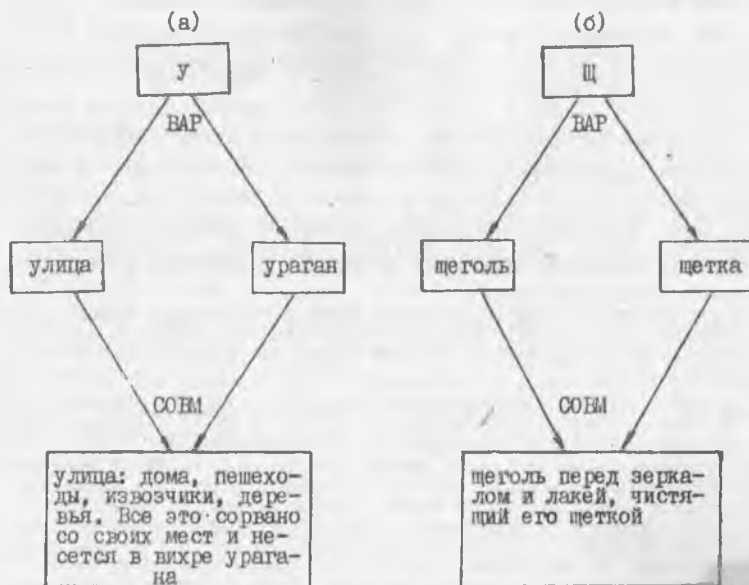 (а)
У
ВАР
улица
ураган
СОВМ
улица: дома, пешехо-
ды, извозчики, дере-
вья. Все это сорвано
со своих мест и не-
сется в вихре урага-
на
(б)
Щ
ВАР
щеголь
щетка
СОВМ
щеголь перед зерка-
лом и лакей, чистя-
щий его щеткой